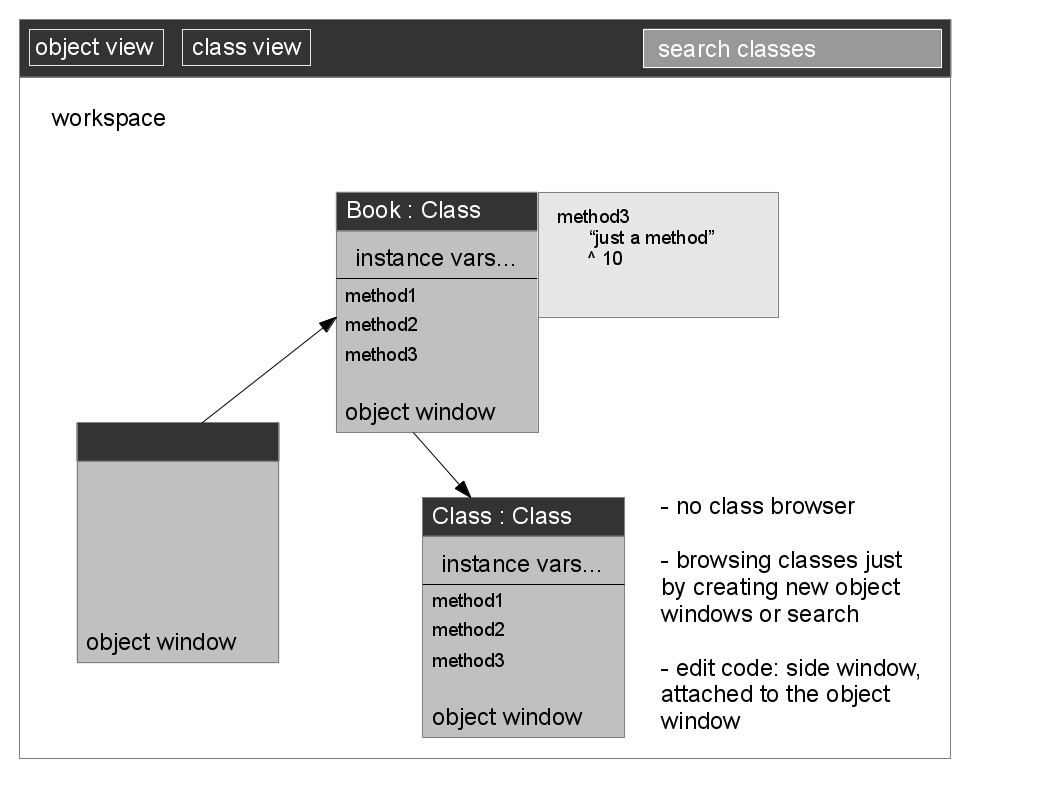 object view
class view
search classes
workspace
Book : Class
instance vars...
method1
method2
method3
object window
method3
“just a method”
^ 10
object window
Class : Class
instance vars...
method1
method2
method3
object window
- no class browser
- browsing classes just
by creating new object
windows or search
- edit code: side window,
attached to the object
window